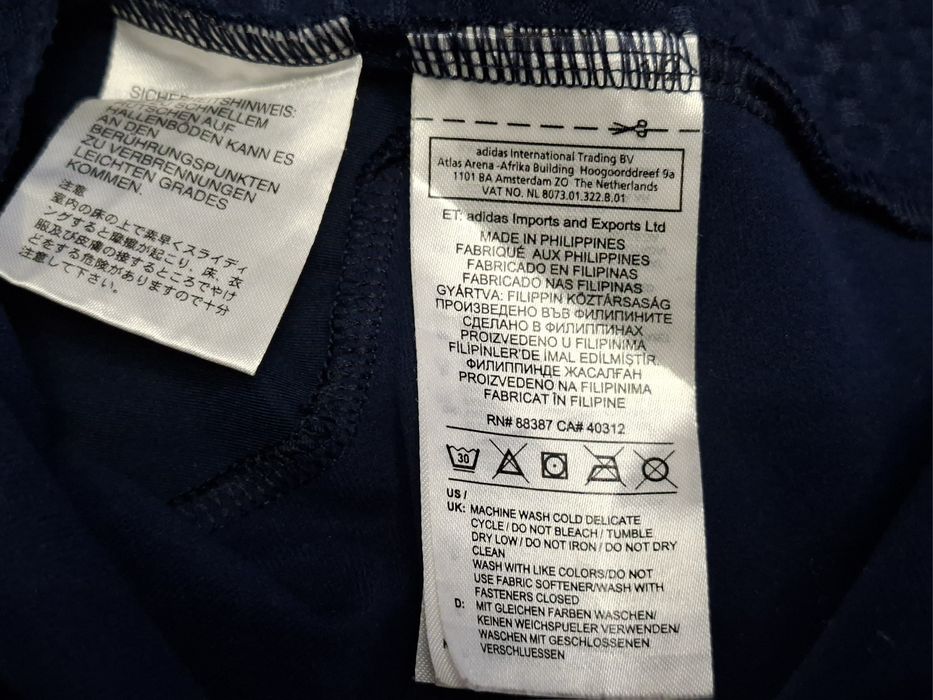 SICHERHEITSHINWEIS:
SCHNELLEM
RUTSCHEN AUF
HALLENBÖDEN KANN ES
AN DEN
BERÜHRUNGSPUNKTEN
ZU VERBRENNUNGEN
LEICHTEN GRADES
KOMMEN.
注意
室内の床の上で素早くスライディ
ングすると摩擦が起こり、床、衣
服及び皮膚の接するところでやけ
どをする危険がありますので十分
注意して下さい。
adidas International Trading BV
Atlas Arena -Afrika Building Hoogoorddreef 9a
1101 BA Amsterdam ZO The Netherlands
VAT NO. NL 8073.01.322.B.01
ET: adidas Imports and Exports Ltd
MADE IN PHILIPPINES
FABRIQUÉ AUX PHILIPPINES
FABRICADO EN FILIPINAS
FABRICADO NAS FILIPINAS
GYÁRTVA: FILIPPIN KÖZTÁRSASÁG
ПРОИЗВЕДЕНО ВЪВ ФИЛИПИНИТЕ
СДЕЛАНО В ФИЛИППИНАХ
PROIZVEDENO U FILIPINIMA
FİLİPİNLER'DE IMAL EDİLMİSTİR
ФИЛИППИНДЕ ЖАСАЛҒАН
PROIZVEDENO NA FILIPINIMA
FABRICAT ÎN FILIPINE
RN# 88387 CA# 40312
30
US /
UK: MACHINE WASH COLD DELICATE
CYCLE / DO NOT BLEACH / TUMBLE
DRY LOW / DO NOT IRON / DO NOT DRY
CLEAN
WASH WITH LIKE COLORS/DO NOT
USE FABRIC SOFTENER/WASH WITH
FASTENERS CLOSED
D: MIT GLEICHEN FARBEN WASCHEN/
KEINEN WEICHSPUELER VERWENDEN/
WASCHEN MIT GESCHLOSSENEN
VERSCHLUESSEN